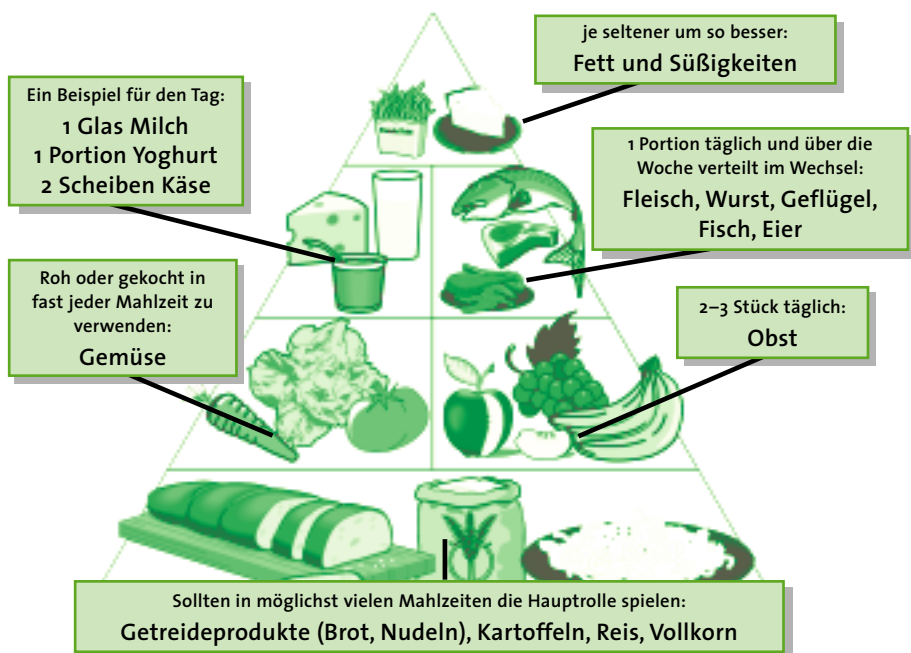 je seltener um so besser:
Fett und Süßigkeiten
Ein Beispiel für den Tag:
1 Glas Milch
1 Portion Yoghurt
2 Scheiben Käse
1 Portion täglich und über die
Woche verteilt im Wechsel:
Fleisch, Wurst, Geflügel,
Fisch, Eier
Roh oder gekocht in
fast jeder Mahlzeit zu
verwenden:
Gemüse
2–3 Stück täglich:
Obst
Sollten in möglichst vielen Mahlzeiten die Hauptrolle spielen:
Getreideprodukte (Brot, Nudeln), Kartoffeln, Reis, Vollkorn